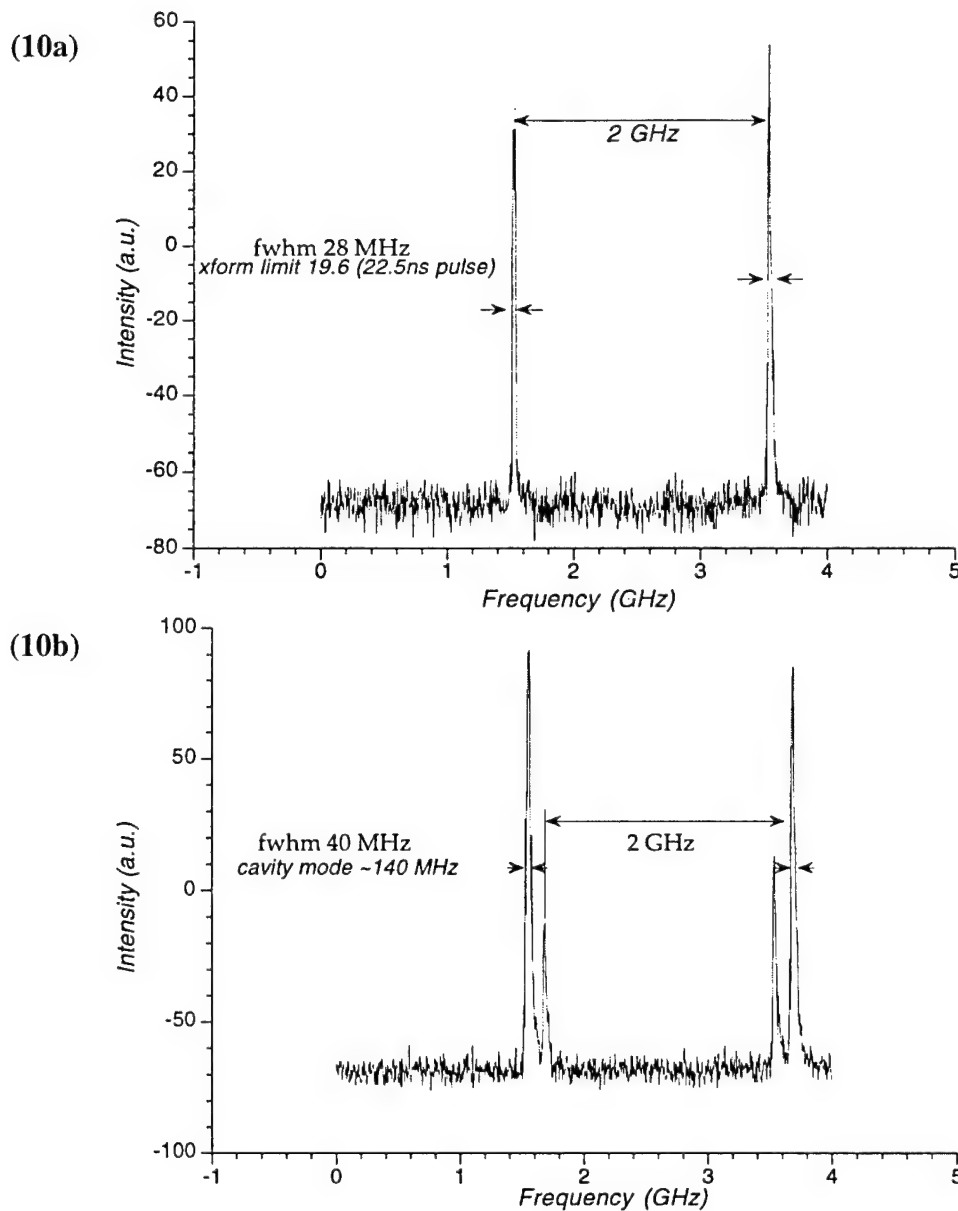 (10a)
60
40
20
0
-20
-40
-60
-80
Intensity (a.u.)
2 GHz
fwhm 28 MHz
xform limit 19.6 (22.5ns pulse)
-1
0
1
2
3
4
5
Frequency (GHz)
(10b)
100
50
0
-50
-100
Intensity (a.u.)
fwhm 40 MHz
cavity mode ~140 MHz
2 GHz
-1
0
1
2
3
4
5
Frequency (GHz)